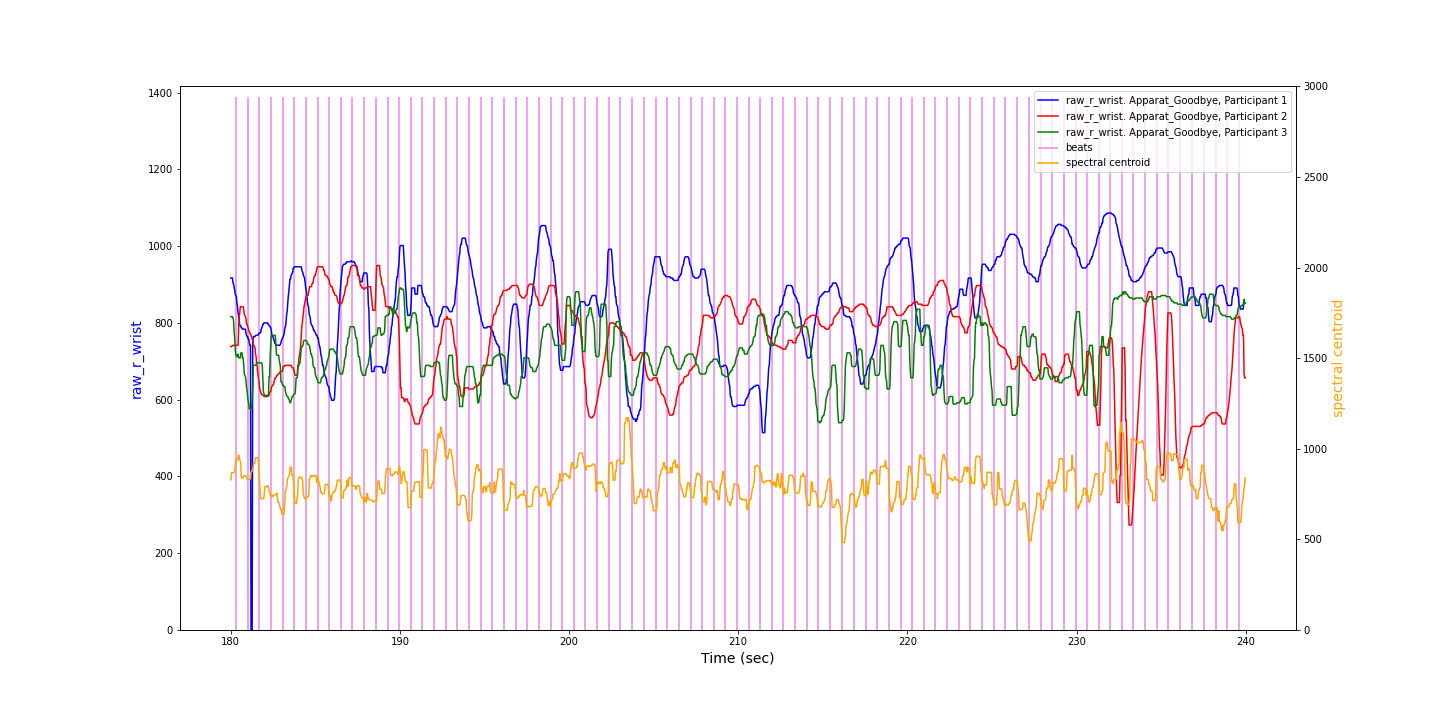 raw_r_wrist. Apparat_Goodbye, Participant 1
raw_r_wrist. Apparat_Goodbye, Participant 2
raw_r_wrist. Apparat_Goodbye, Participant 3
beats
spectral centroid
1400
1200
1000
800
600
400
200
0
raw_r_wrist
3000
2500
2000
1500
1000
500
0
spectral centroid
180 190 200 210 220 230 240
Time (sec)